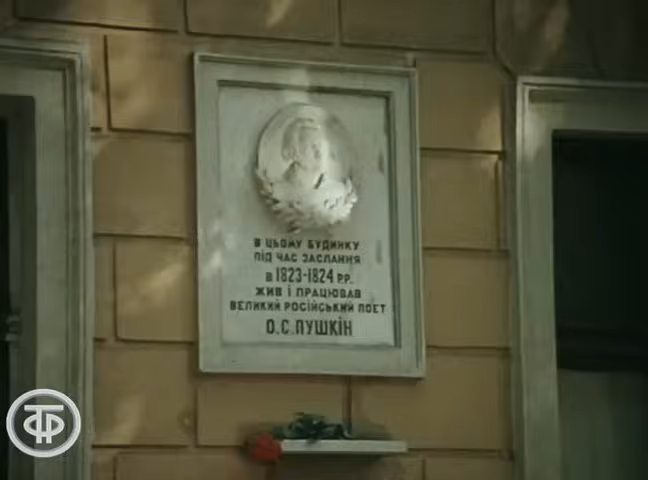 В ЦЬОМУ БУДИНКУ
ПІД ЧАС ЗАСЛАННЯ
в 1823-1824 РР.
ЖИВ І ПРАЦЮВАВ
ВЕЛИКИЙ РОСІЙСЬКИЙ ПОЕТ
О.С.ПУШКІН